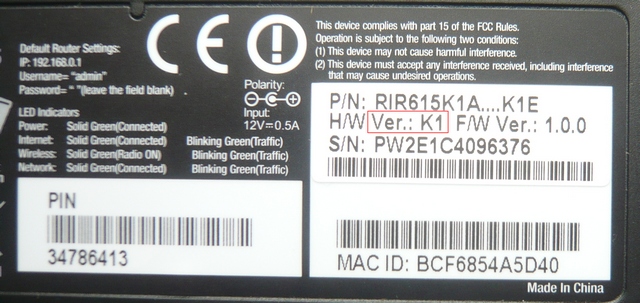 Default Router Settings:
IP: 192.168.0.1
Username= "admin"
Password= " "(leave the field blank)
LED Indicators
Power: Solid Green(Connected)
Internet: Solid Green(Connected) Blinking Green(Traffic)
Wireless: Solid Green(Radio ON) Blinking Green(Traffic)
Network: Solid Green(Connected) Blinking Green(Traffic)
CE
Polarity:
Input:
12V⎓0.5A
This device complies with part 15 of the FCC Rules.
Operation is subject to the following two conditions:
(1) This device may not cause harmful interference.
(2) This device must accept any interference received, including interference
that may cause undesired operation.
P/N: RIR615K1A....K1E
H/W Ver.: K1 F/W Ver.: 1.0.0
S/N: PW2E1C4096376
PIN
34786413
MAC ID: BCF6854A5D40
Made In China